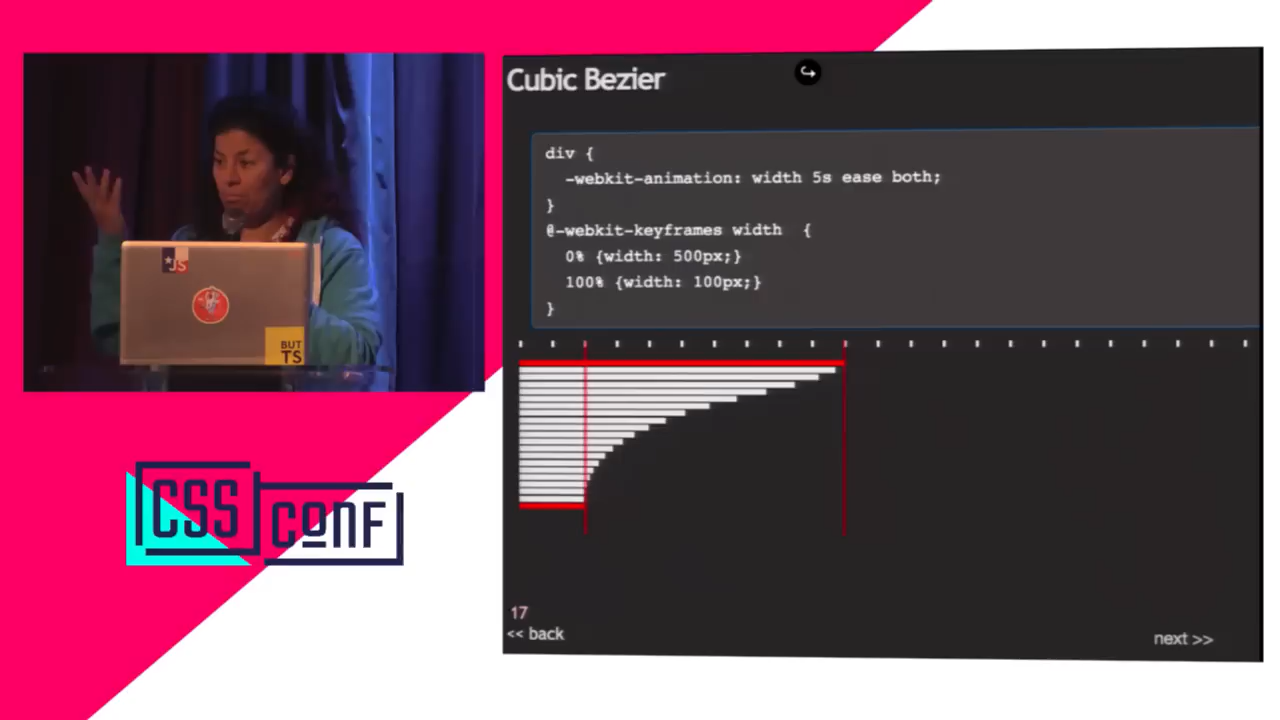 Cubic Bezier
div {
-webkit-animation: width 5s ease both;
}
@-webkit-keyframes width {
0% {width: 500px;}
100% {width: 100px;}
}
17
<< back
next >>
JS
BUT
TS
CSS
CONF